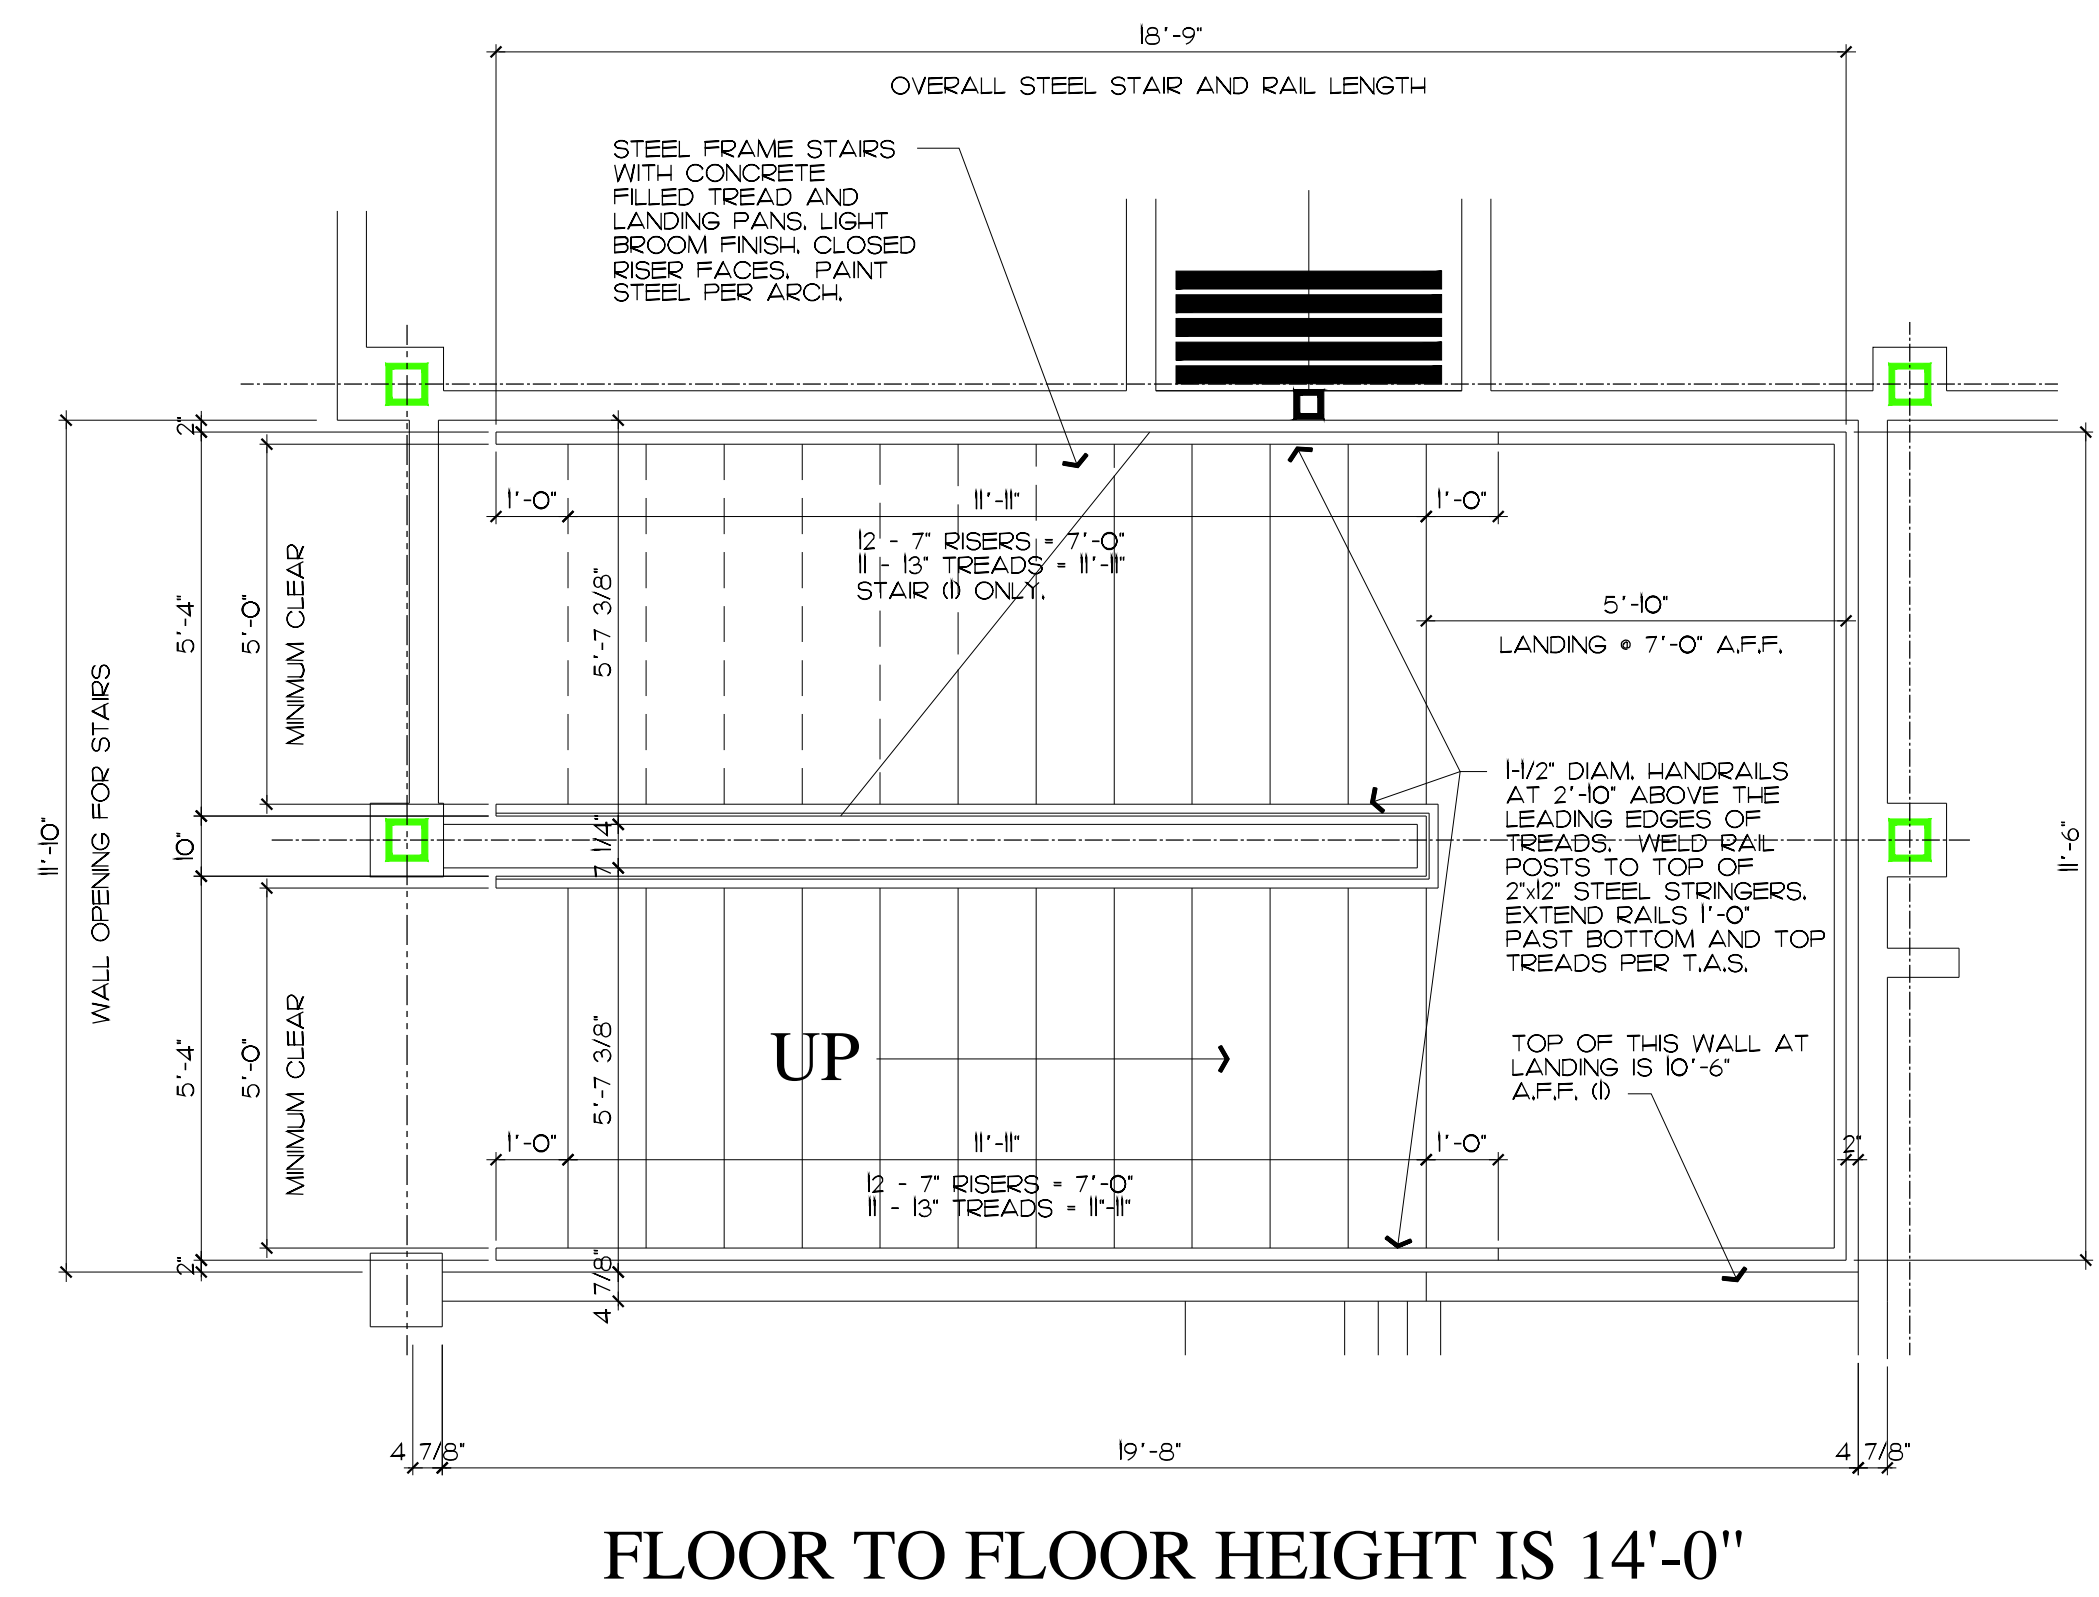 18'-9"
OVERALL STEEL STAIR AND RAIL LENGTH
STEEL FRAME STAIRS
WITH CONCRETE
FILLED TREAD AND
LANDING PANS. LIGHT
BROOM FINISH. CLOSED
RISER FACES. PAINT
STEEL PER ARCH.
2"
1'-0"
11'-11"
1'-0"
12 - 7" RISERS = 7'-0"
11 - 13" TREADS = 11'-11"
STAIR (1) ONLY.
5'-4"
5'-0"
MINIMUM CLEAR
5'-7 3/8"
5'-10"
LANDING @ 7'-0" A.F.F.
WALL OPENING FOR STAIRS
11'-10"
10"
7 1/4"
11'-6"
1-1/2" DIAM. HANDRAILS
AT 2'-10" ABOVE THE
LEADING EDGES OF
TREADS. WELD RAIL
POSTS TO TOP OF
2"x12" STEEL STRINGERS.
EXTEND RAILS 1'-0"
PAST BOTTOM AND TOP
TREADS PER T.A.S.
UP
5'-4"
5'-0"
MINIMUM CLEAR
5'-7 3/8"
TOP OF THIS WALL AT
LANDING IS 10'-6"
A.F.F. (1)
1'-0"
11'-11"
1'-0"
2"
12 - 7" RISERS = 7'-0"
11 - 13" TREADS = 11"-11"
2"
4 7/8"
4 7/8"
19'-8"
4 7/8"
FLOOR TO FLOOR HEIGHT IS 14'-0"